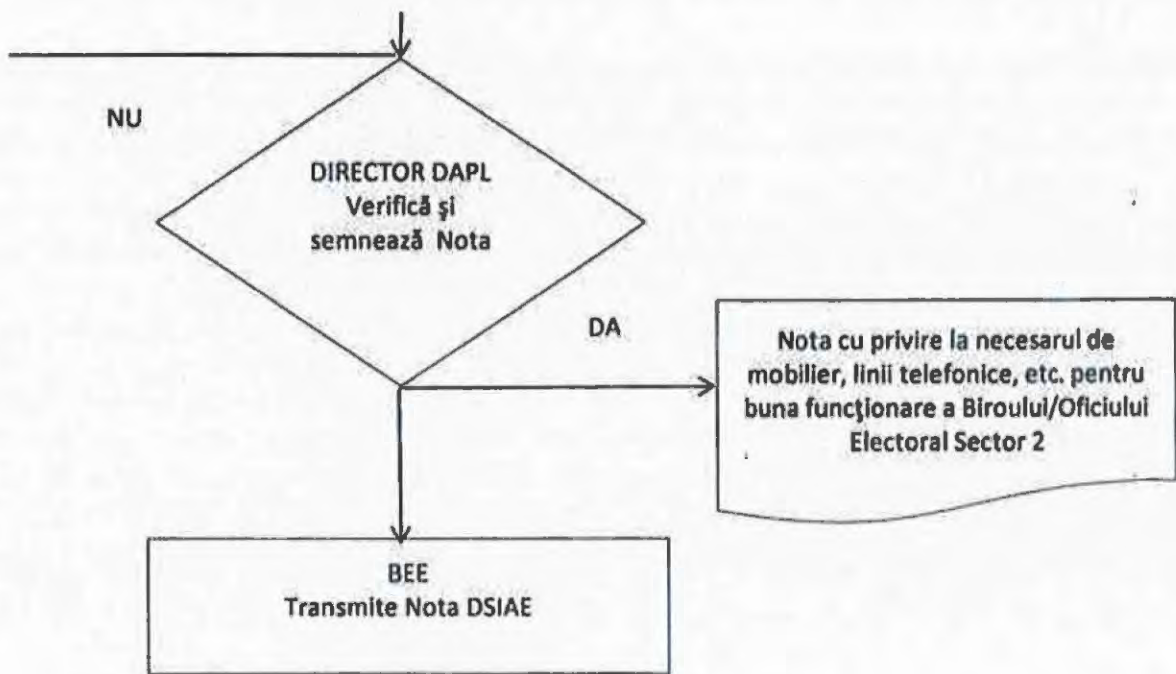 NU
DIRECTOR DAPL
Verifică şi
semnează Nota
DA
Nota cu privire la necesarul de
mobilier, linii telefonice, etc. pentru
buna funcţionare a Biroului/Oficiului
Electoral Sector 2
BEE
Transmite Nota DSIAE